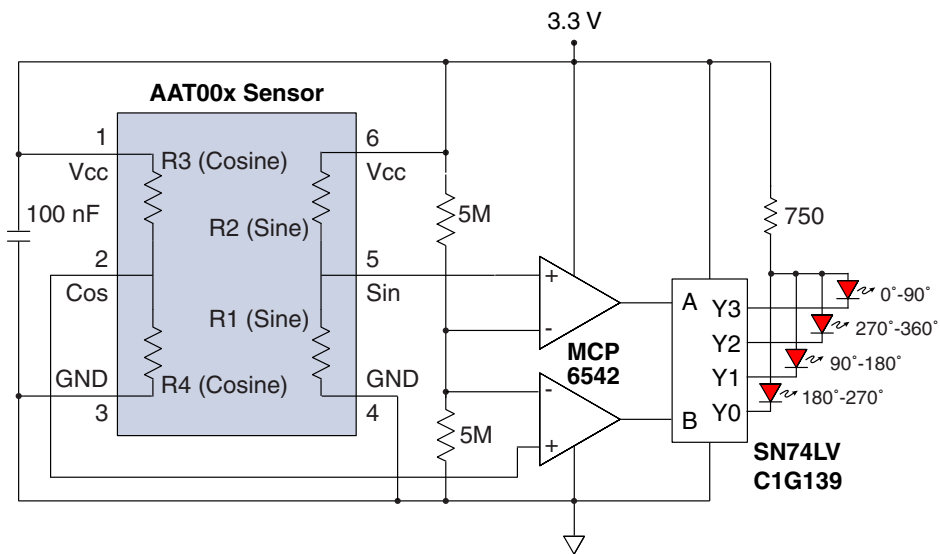 3.3 V
AAT00x Sensor
1
Vcc
R3 (Cosine)
6
Vcc
100 nF
R2 (Sine)
5M
750
2
Cos
5
Sin
+
-
A
Y3
0˚-90˚
R1 (Sine)
MCP
6542
Y2
270˚-360˚
GND
3
R4 (Cosine)
GND
4
-
+
5M
Y1
90˚-180˚
B
Y0
180˚-270˚
SN74LV
C1G139